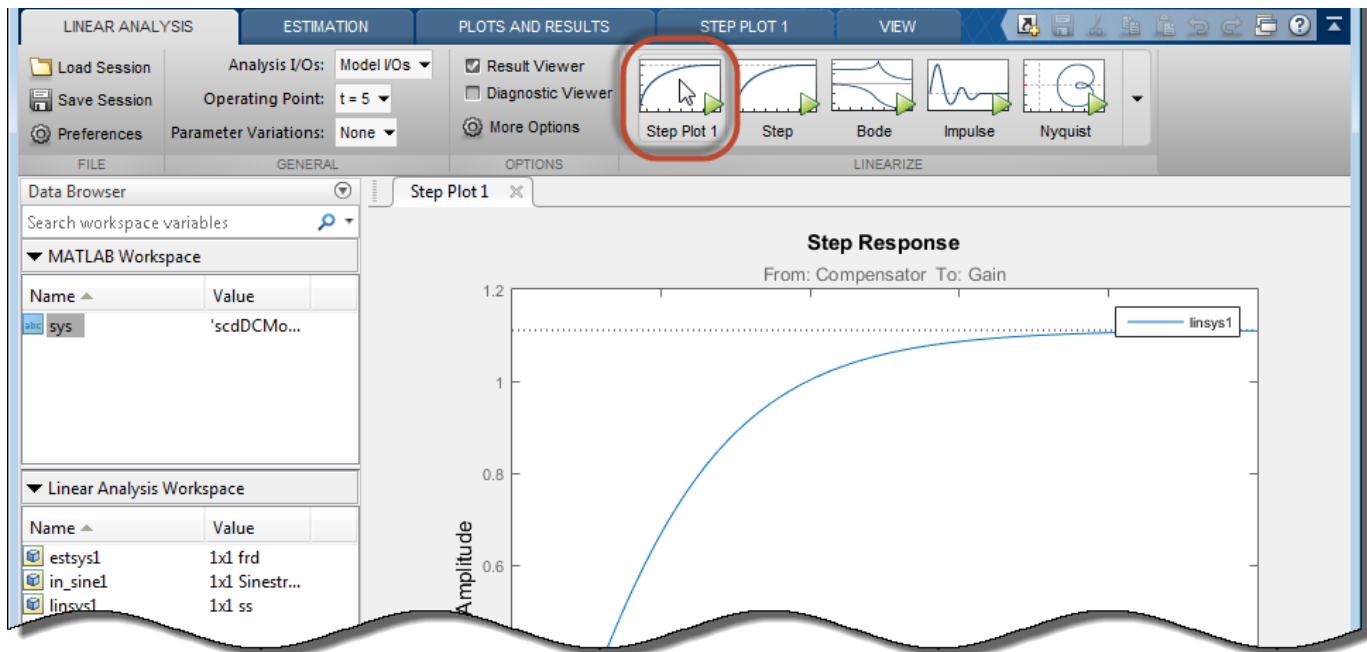 LINEAR ANALYSIS ESTIMATION PLOTS AND RESULTS STEP PLOT 1 VIEW
Load Session
Save Session
Preferences
FILE
Analysis I/Os: Model I/Os
Operating Point: t = 5
Parameter Variations: None
GENERAL
Result Viewer
Diagnostic Viewer
More Options
OPTIONS
Step Plot 1 Step Bode Impulse Nyquist
LINEARIZE
Data Browser
Search workspace variables
MATLAB Workspace
Name Value
abc sys 'scdDCMo...
Linear Analysis Workspace
Name Value
estsys1 1x1 frd
in_sine1 1x1 Sinestr...
linsys1 1x1 ss
Step Plot 1
Step Response
From: Compensator To: Gain
1.2
1
0.8
0.6
Amplitude
linsys1